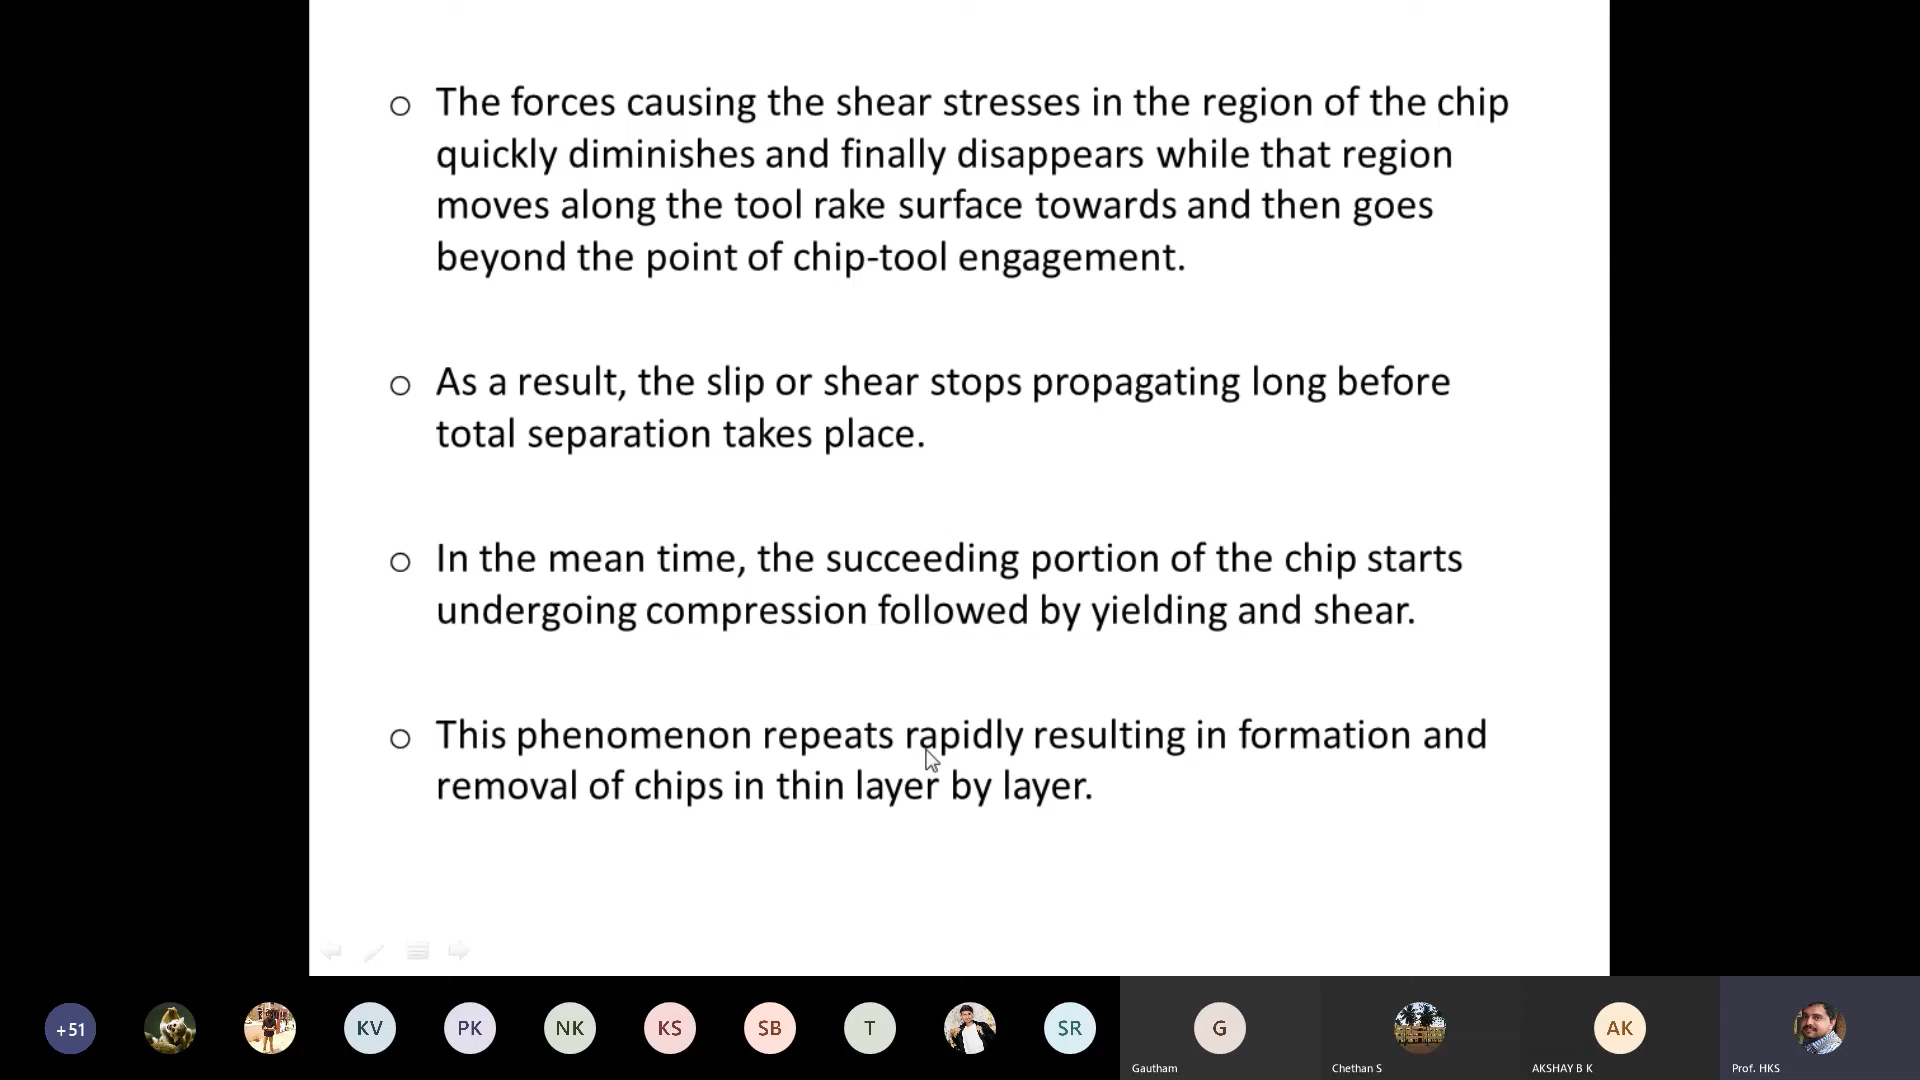 The forces causing the shear stresses in the region of the chip
quickly diminishes and finally disappears while that region
moves along the tool rake surface towards and then goes
beyond the point of chip-tool engagement.
As a result, the slip or shear stops propagating long before
total separation takes place.
In the mean time, the succeeding portion of the chip starts
undergoing compression followed by yielding and shear.
This phenomenon repeats rapidly resulting in formation and
removal of chips in thin layer by layer.
+51
KV
PK
NK
KS
SB
T
SR
G
AK
Gautham
Chethan S
AKSHAY B K
Prof. HKS